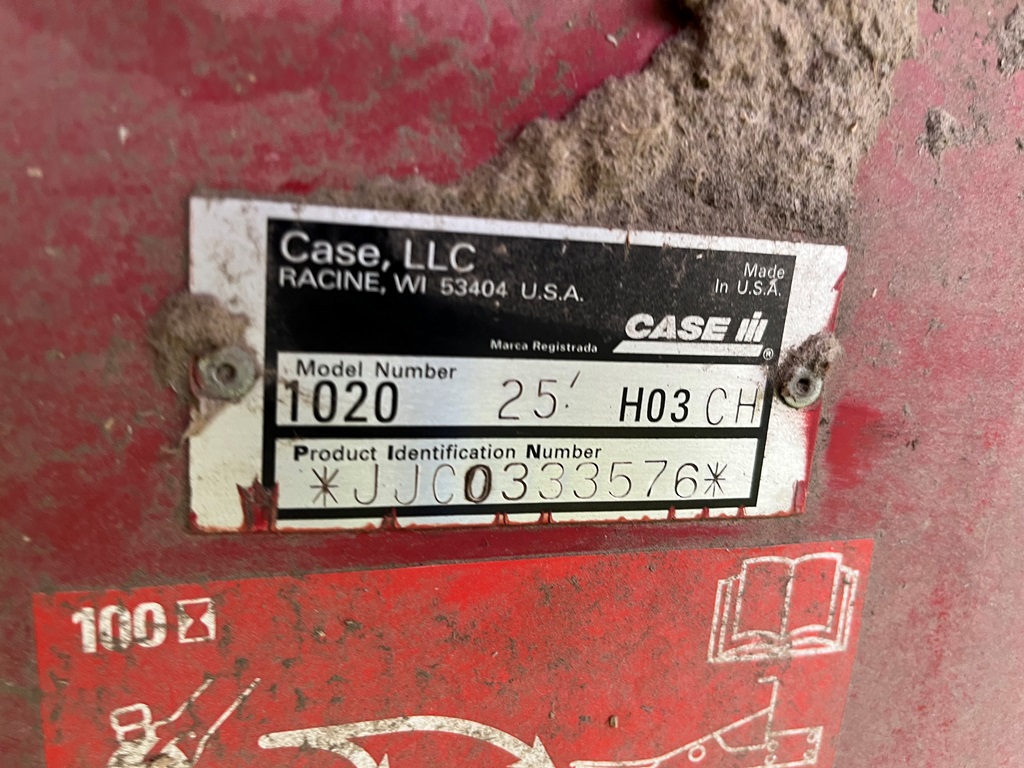 Case, LLC
RACINE, WI 53404 U.S.A.
Made
In U.S.A.
CASE IH
®
Marca Registrada
Model Number
1020 25' H03 CH
Product Identification Number
*JJC0333576*
100